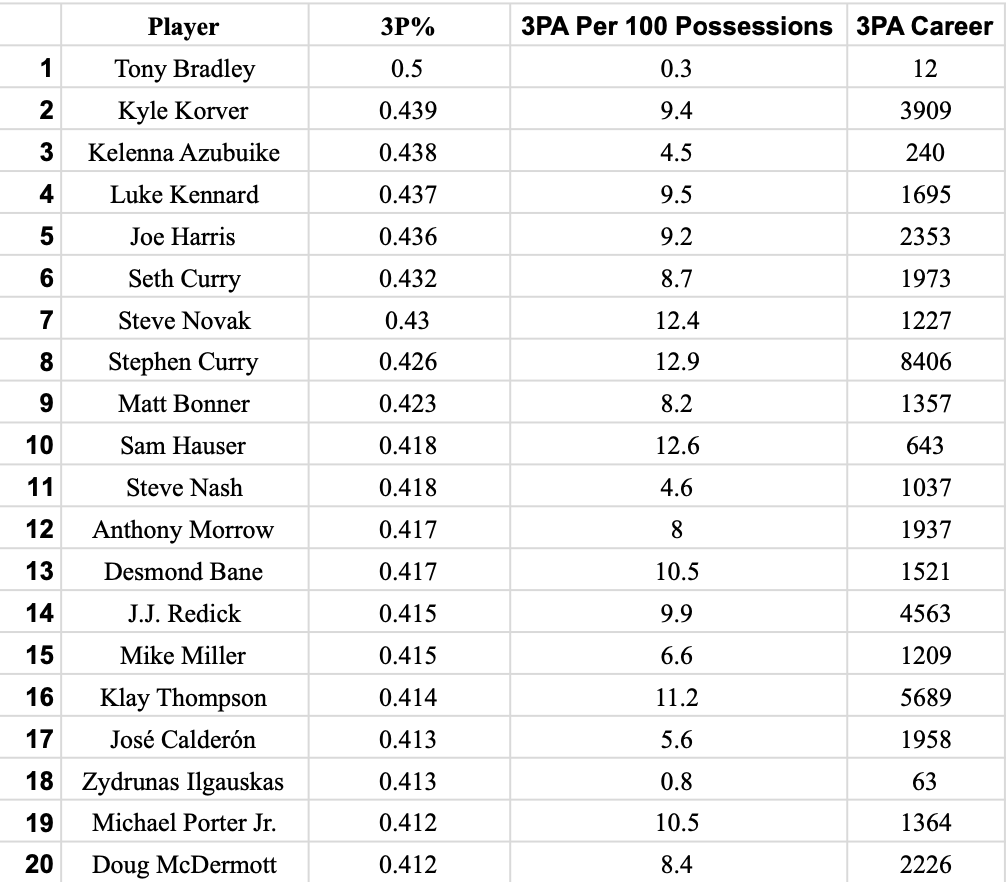 Player 3P% 3PA Per 100 Possessions 3PA Career
1 Tony Bradley 0.5 0.3 12
2 Kyle Korver 0.439 9.4 3909
3 Kelenna Azubuike 0.438 4.5 240
4 Luke Kennard 0.437 9.5 1695
5 Joe Harris 0.436 9.2 2353
6 Seth Curry 0.432 8.7 1973
7 Steve Novak 0.43 12.4 1227
8 Stephen Curry 0.426 12.9 8406
9 Matt Bonner 0.423 8.2 1357
10 Sam Hauser 0.418 12.6 643
11 Steve Nash 0.418 4.6 1037
12 Anthony Morrow 0.417 8 1937
13 Desmond Bane 0.417 10.5 1521
14 J.J. Redick 0.415 9.9 4563
15 Mike Miller 0.415 6.6 1209
16 Klay Thompson 0.414 11.2 5689
17 José Calderón 0.413 5.6 1958
18 Zydrunas Ilgauskas 0.413 0.8 63
19 Michael Porter Jr. 0.412 10.5 1364
20 Doug McDermott 0.412 8.4 2226